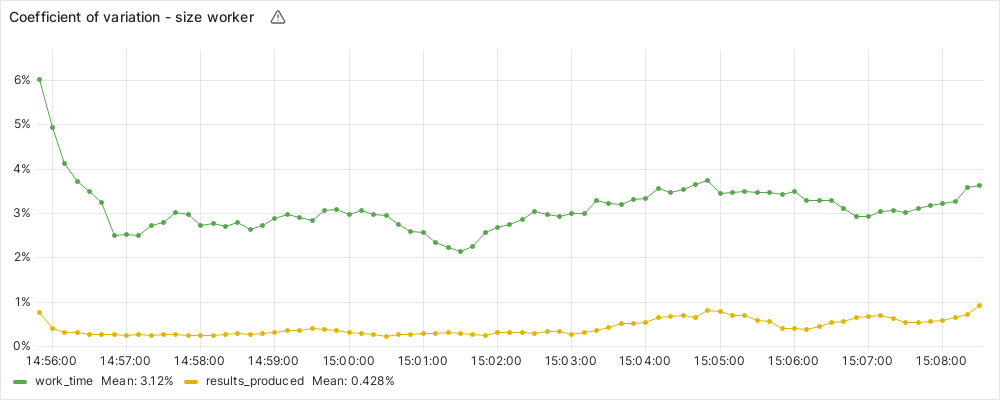 Coefficient of variation - size worker
6%
5%
4%
3%
2%
1%
0%
14:56:00 14:57:00 14:58:00 14:59:00 15:00:00 15:01:00 15:02:00 15:03:00 15:04:00 15:05:00 15:06:00 15:07:00 15:08:00
work_time Mean: 3.12% results_produced Mean: 0.428%